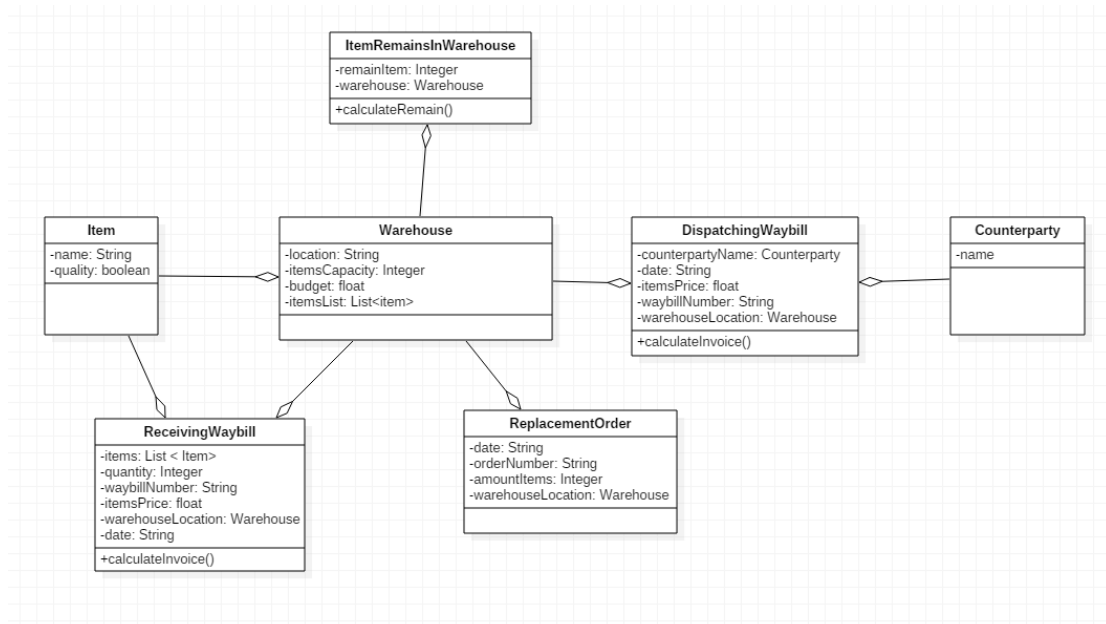 ItemRemainsInWarehouse
-remainItem: Integer
-warehouse: Warehouse
+calculateRemain()
Item
-name: String
-quality: boolean
Warehouse
-location: String
-itemsCapacity: Integer
-budget: float
-itemsList: List<item>
DispatchingWaybill
-counterpartyName: Counterparty
-date: String
-itemsPrice: float
-waybillNumber: String
-warehouseLocation: Warehouse
+calculateInvoice()
Counterparty
-name
ReceivingWaybill
-items: List < Item>
-quantity: Integer
-waybillNumber: String
-itemsPrice: float
-warehouseLocation: Warehouse
-date: String
+calculateInvoice()
ReplacementOrder
-date: String
-orderNumber: String
-amountItems: Integer
-warehouseLocation: Warehouse